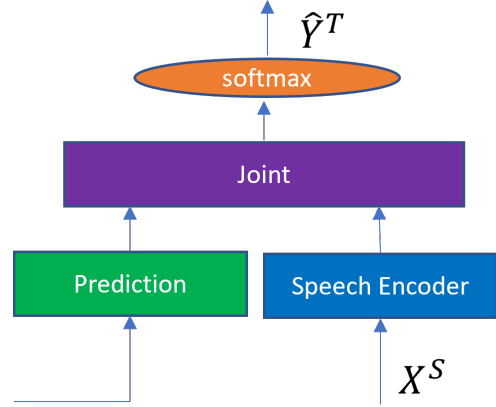 Ŷ^T
softmax
Joint
Prediction
Speech Encoder
X^S